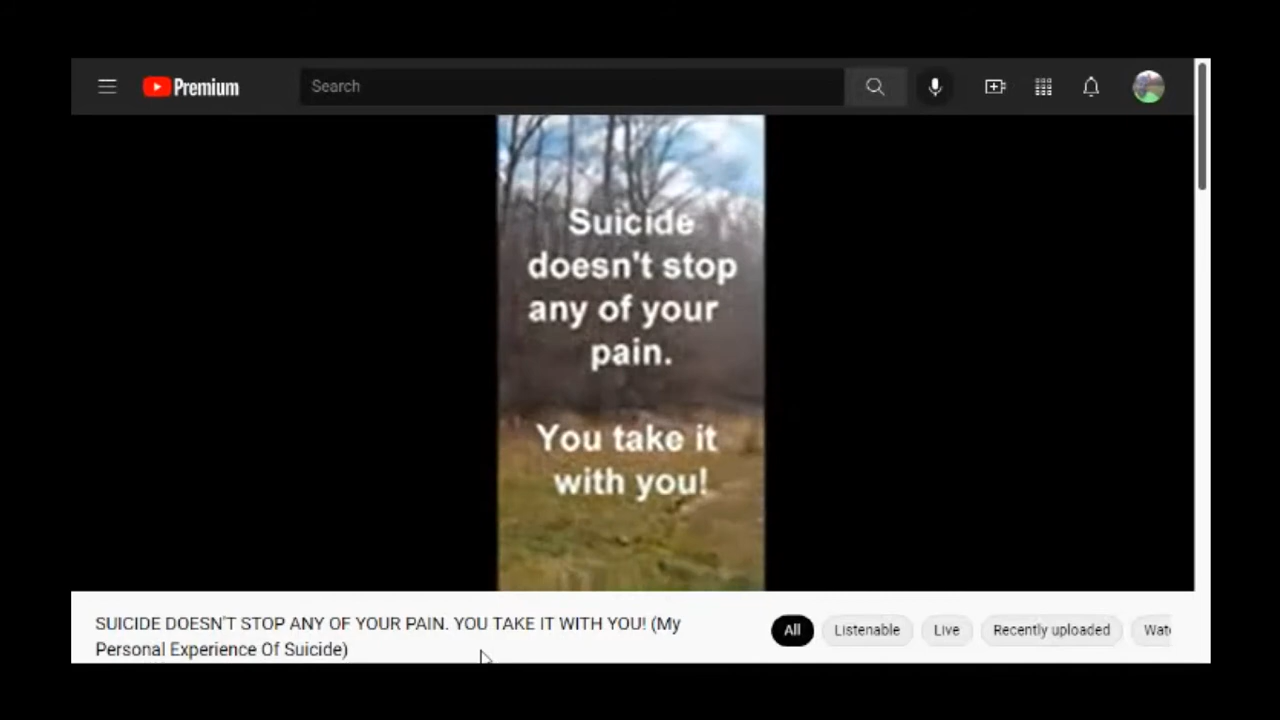 Premium
Search
Suicide
doesn't stop
any of your
pain.
You take it
with you!
SUICIDE DOESN'T STOP ANY OF YOUR PAIN. YOU TAKE IT WITH YOU! (My
Personal Experience Of Suicide)
All
Listenable
Live
Recently uploaded